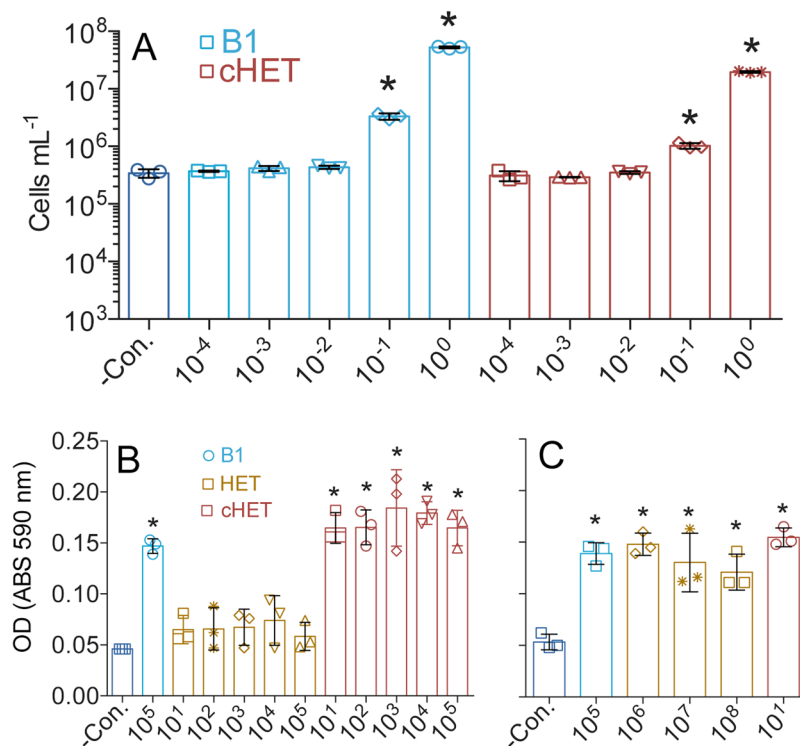 A
B1
cHET
Cells mL⁻¹
10⁸
10⁷
10⁶
10⁵
10⁴
10³
* * * *
-Con. 10⁻⁴ 10⁻³ 10⁻² 10⁻¹ 10⁰ 10⁻⁴ 10⁻³ 10⁻² 10⁻¹ 10⁰
B
B1
HET
cHET
OD (ABS 590 nm)
0.25
0.20
0.15
0.10
0.05
0.00
* * * * * *
-Con. 10⁵ 10¹ 10² 10³ 10⁴ 10⁵ 10¹ 10² 10³ 10⁴ 10⁵
C
* * * * *
-Con. 10⁵ 10⁶ 10⁷ 10⁸ 10¹